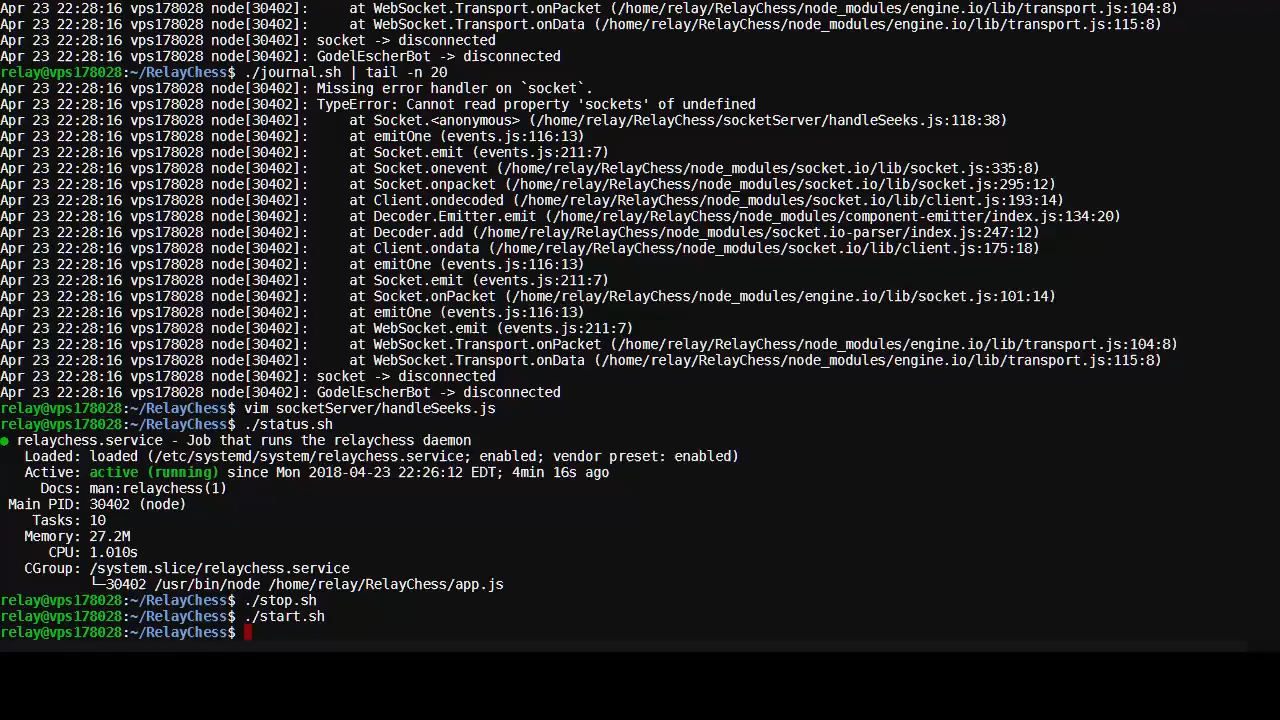 Apr 23 22:28:16 vps178028 node[30402]:     at WebSocket.Transport.onPacket (/home/relay/RelayChess/node_modules/engine.io/lib/transport.js:104:8)
Apr 23 22:28:16 vps178028 node[30402]:     at WebSocket.Transport.onData (/home/relay/RelayChess/node_modules/engine.io/lib/transport.js:115:8)
Apr 23 22:28:16 vps178028 node[30402]: socket -> disconnected
Apr 23 22:28:16 vps178028 node[30402]: GodelEscherBot -> disconnected
relay@vps178028:~/RelayChess$ ./journal.sh | tail -n 20
Apr 23 22:28:16 vps178028 node[30402]: Missing error handler on `socket`.
Apr 23 22:28:16 vps178028 node[30402]: TypeError: Cannot read property 'sockets' of undefined
Apr 23 22:28:16 vps178028 node[30402]:     at Socket.<anonymous> (/home/relay/RelayChess/socketServer/handleSeeks.js:118:38)
Apr 23 22:28:16 vps178028 node[30402]:     at emitOne (events.js:116:13)
Apr 23 22:28:16 vps178028 node[30402]:     at Socket.emit (events.js:211:7)
Apr 23 22:28:16 vps178028 node[30402]:     at Socket.onevent (/home/relay/RelayChess/node_modules/socket.io/lib/socket.js:335:8)
Apr 23 22:28:16 vps178028 node[30402]:     at Socket.onpacket (/home/relay/RelayChess/node_modules/socket.io/lib/socket.js:295:12)
Apr 23 22:28:16 vps178028 node[30402]:     at Client.ondecoded (/home/relay/RelayChess/node_modules/socket.io/lib/client.js:193:14)
Apr 23 22:28:16 vps178028 node[30402]:     at Decoder.Emitter.emit (/home/relay/RelayChess/node_modules/component-emitter/index.js:134:20)
Apr 23 22:28:16 vps178028 node[30402]:     at Decoder.add (/home/relay/RelayChess/node_modules/socket.io-parser/index.js:247:12)
Apr 23 22:28:16 vps178028 node[30402]:     at Client.ondata (/home/relay/RelayChess/node_modules/socket.io/lib/client.js:175:18)
Apr 23 22:28:16 vps178028 node[30402]:     at emitOne (events.js:116:13)
Apr 23 22:28:16 vps178028 node[30402]:     at Socket.emit (events.js:211:7)
Apr 23 22:28:16 vps178028 node[30402]:     at Socket.onPacket (/home/relay/RelayChess/node_modules/engine.io/lib/socket.js:101:14)
Apr 23 22:28:16 vps178028 node[30402]:     at emitOne (events.js:116:13)
Apr 23 22:28:16 vps178028 node[30402]:     at WebSocket.emit (events.js:211:7)
Apr 23 22:28:16 vps178028 node[30402]:     at WebSocket.Transport.onPacket (/home/relay/RelayChess/node_modules/engine.io/lib/transport.js:104:8)
Apr 23 22:28:16 vps178028 node[30402]:     at WebSocket.Transport.onData (/home/relay/RelayChess/node_modules/engine.io/lib/transport.js:115:8)
Apr 23 22:28:16 vps178028 node[30402]: socket -> disconnected
Apr 23 22:28:16 vps178028 node[30402]: GodelEscherBot -> disconnected
relay@vps178028:~/RelayChess$ vim socketServer/handleSeeks.js
relay@vps178028:~/RelayChess$ ./status.sh
● relaychess.service - Job that runs the relaychess daemon
   Loaded: loaded (/etc/systemd/system/relaychess.service; enabled; vendor preset: enabled)
   Active: active (running) since Mon 2018-04-23 22:26:12 EDT; 4min 16s ago
     Docs: man:relaychess(1)
 Main PID: 30402 (node)
    Tasks: 10
   Memory: 27.2M
      CPU: 1.010s
   CGroup: /system.slice/relaychess.service
           └─30402 /usr/bin/node /home/relay/RelayChess/app.js
relay@vps178028:~/RelayChess$ ./stop.sh
relay@vps178028:~/RelayChess$ ./start.sh
relay@vps178028:~/RelayChess$